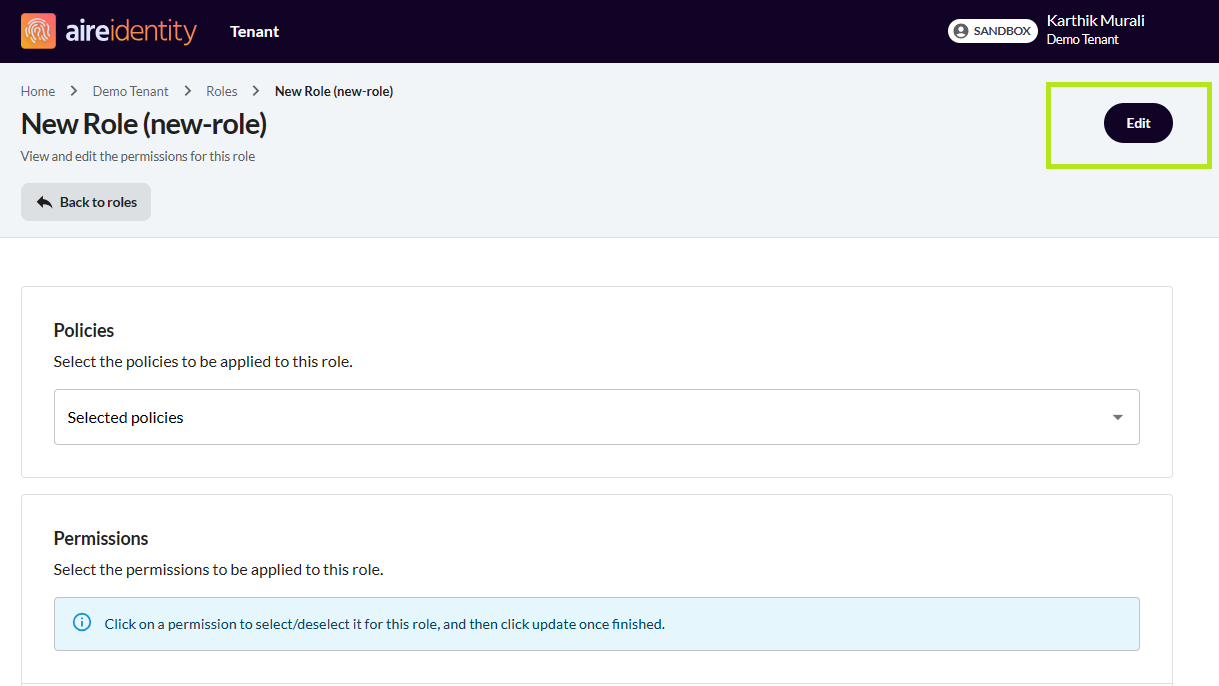 aireidentity Tenant SANDBOX Karthik Murali
Demo Tenant
Home Demo Tenant Roles New Role (new-role)
New Role (new-role)
Edit
View and edit the permissions for this role
Back to roles
Policies
Select the policies to be applied to this role.
Selected policies
Permissions
Select the permissions to be applied to this role.
Click on a permission to select/deselect it for this role, and then click update once finished.